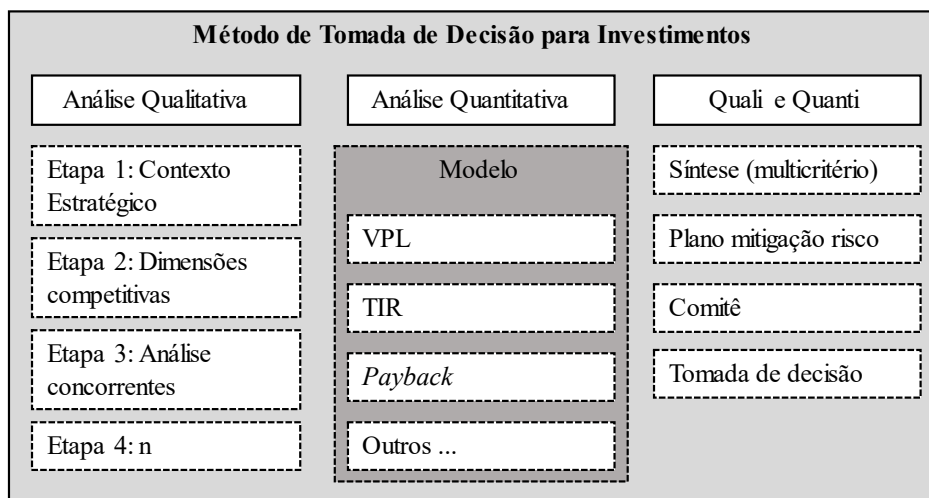 Método de Tomada de Decisão para Investimentos
Análise Qualitativa
Etapa 1: Contexto
Estratégico
Etapa 2: Dimensões
competitivas
Etapa 3: Análise
concorrentes
Etapa 4: n
Análise Quantitativa
Modelo
VPL
TIR
Payback
Outros ...
Quali e Quanti
Síntese (multicritério)
Plano mitigação risco
Comitê
Tomada de decisão